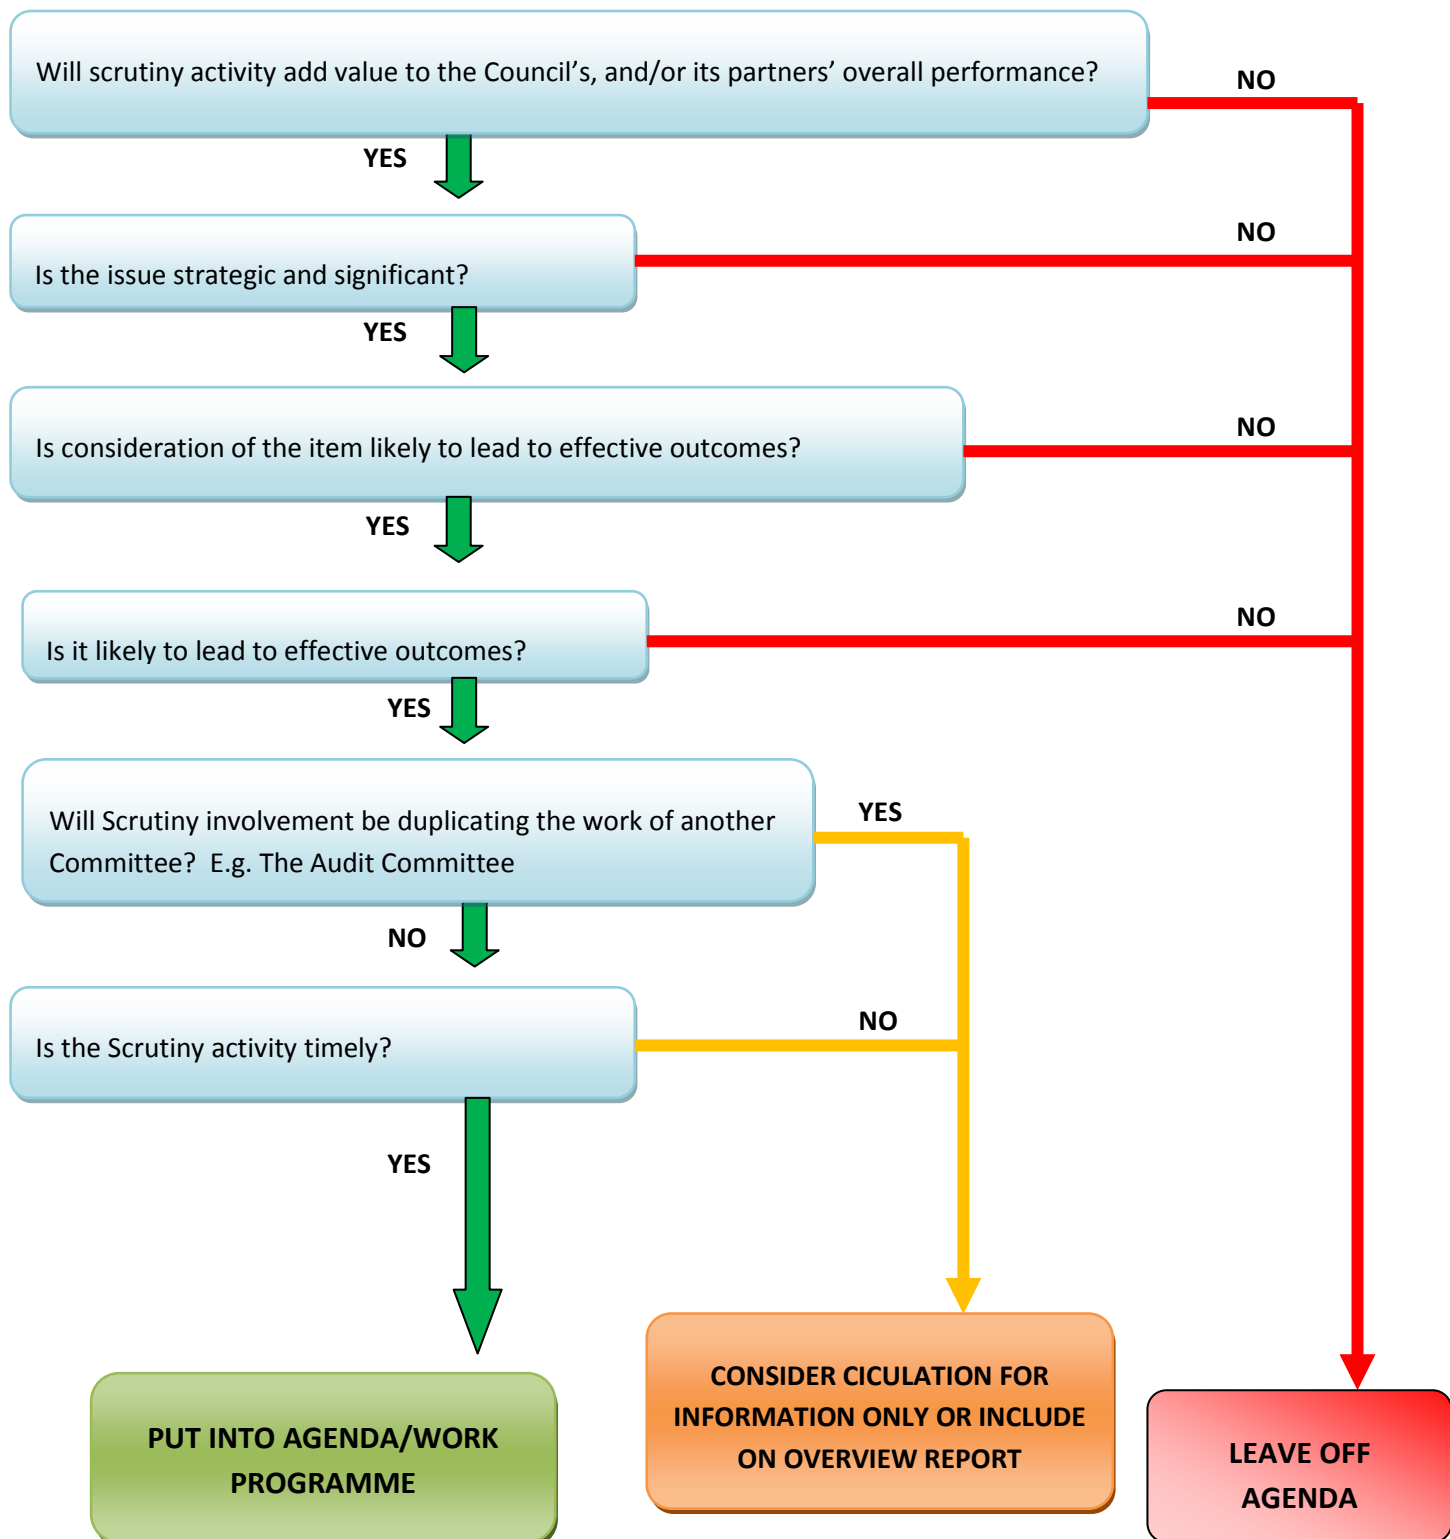 Will scrutiny activity add value to the Council’s, and/or its partners’ overall performance?
NO
YES
Is the issue strategic and significant?
NO
YES
Is consideration of the item likely to lead to effective outcomes?
NO
YES
Is it likely to lead to effective outcomes?
NO
YES
Will Scrutiny involvement be duplicating the work of another
Committee?  E.g. The Audit Committee
YES
NO
Is the Scrutiny activity timely?
NO
YES
PUT INTO AGENDA/WORK
PROGRAMME
CONSIDER CICULATION FOR
INFORMATION ONLY OR INCLUDE
ON OVERVIEW REPORT
LEAVE OFF
AGENDA